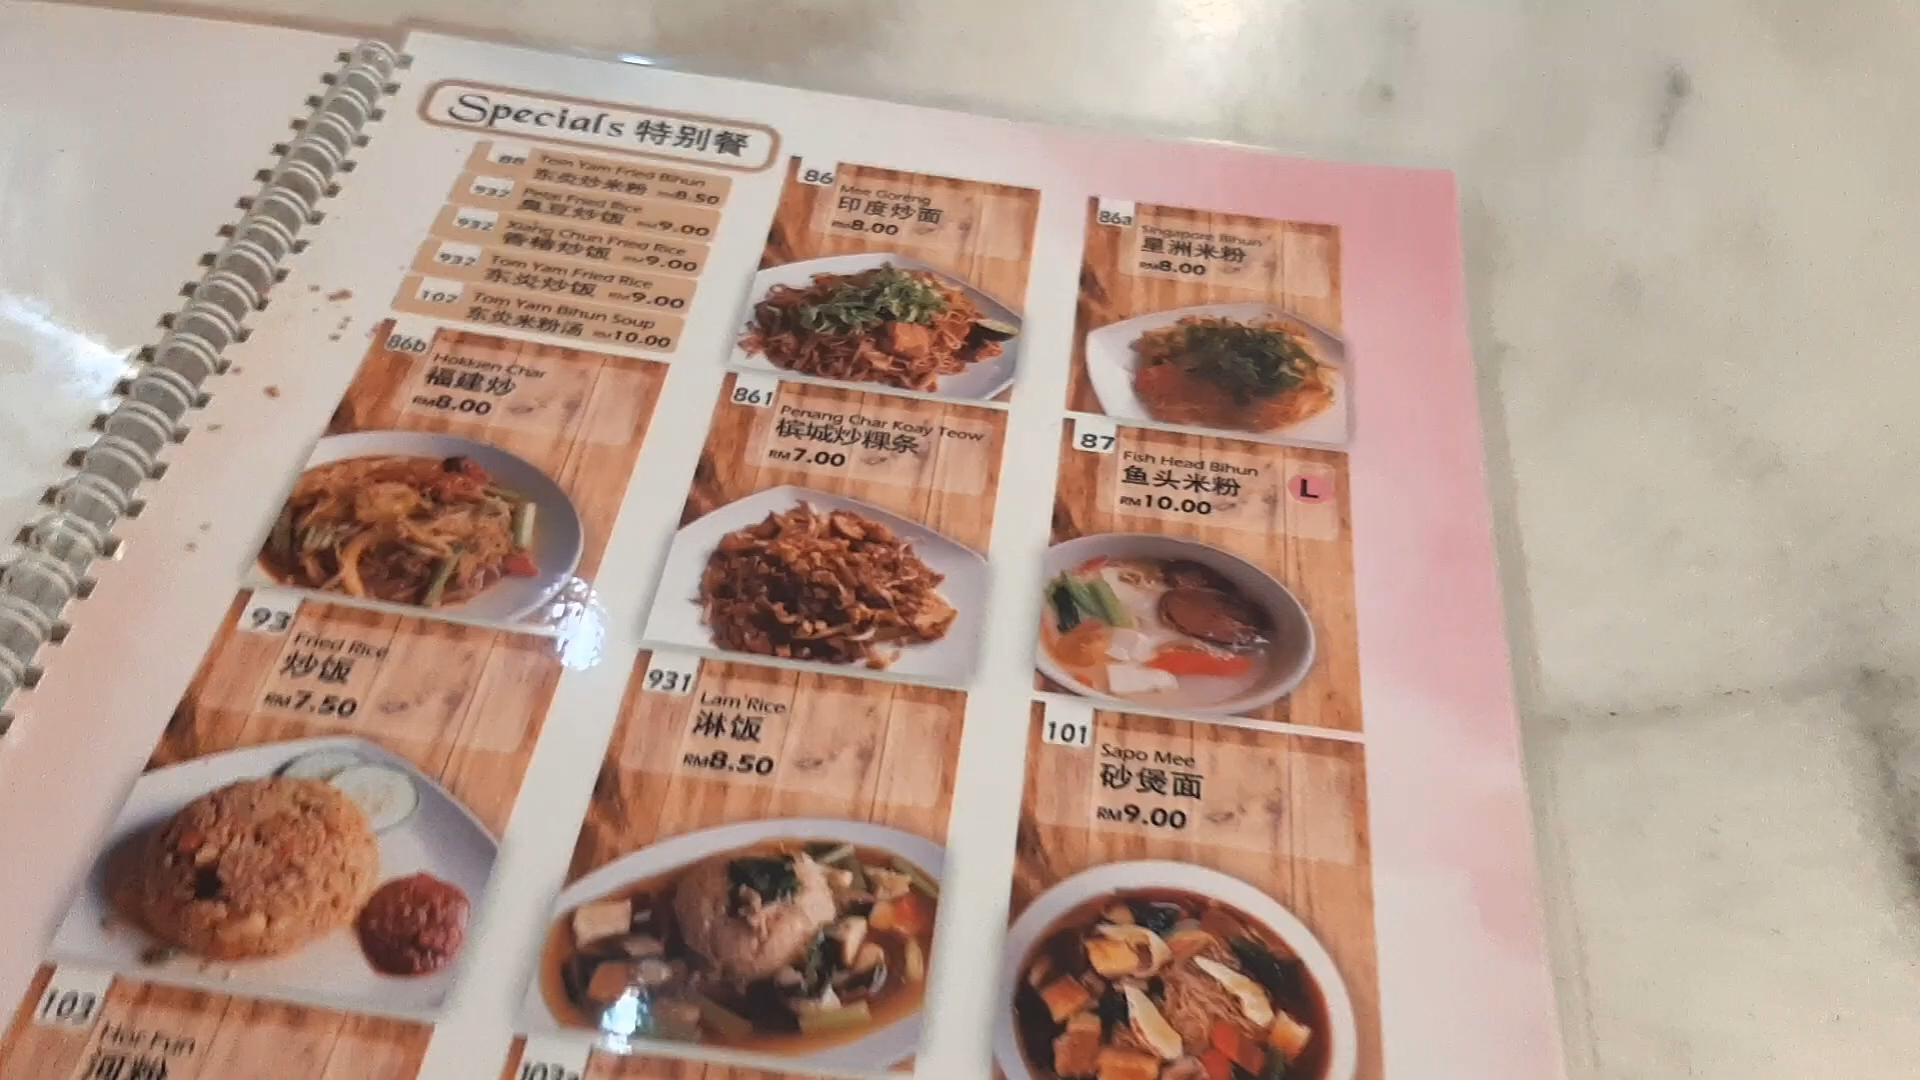 Specials 特别餐
88 Tom Yam Fried Bihun
东炎炒米粉 RM8.50
932 Petai Fried Rice
臭豆炒饭 RM9.00
932 Xiang Chun Fried Rice
香椿炒饭 RM9.00
932 Tom Yam Fried Rice
东炎炒饭 RM9.00
102 Tom Yam Bihun Soup
东炎米粉汤 RM10.00
86 Mee Goreng
印度炒面
RM8.00
86a Singapore Bihun
星洲米粉
RM8.00
86b Hokkien Char
福建炒
RM8.00
861 Penang Char Koay Teow
槟城炒粿条
RM7.00
87 Fish Head Bihun
鱼头米粉 L
RM10.00
93 Fried Rice
炒饭
RM7.50
931 Lam Rice
淋饭
RM8.50
101 Sapo Mee
砂煲面
RM9.00
103 Hor Fun
河粉
103a